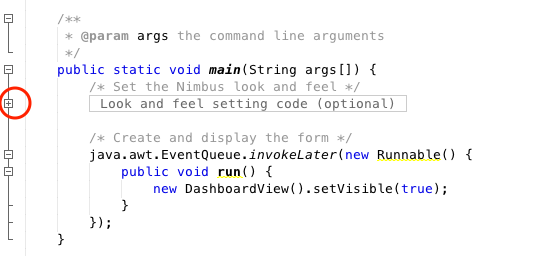 /**
* @param args the command line arguments
*/
public static void main(String args[]) {
/* Set the Nimbus look and feel */
Look and feel setting code (optional)
/* Create and display the form */
java.awt.EventQueue.invokeLater(new Runnable() {
public void run() {
new DashboardView().setVisible(true);
}
});
}